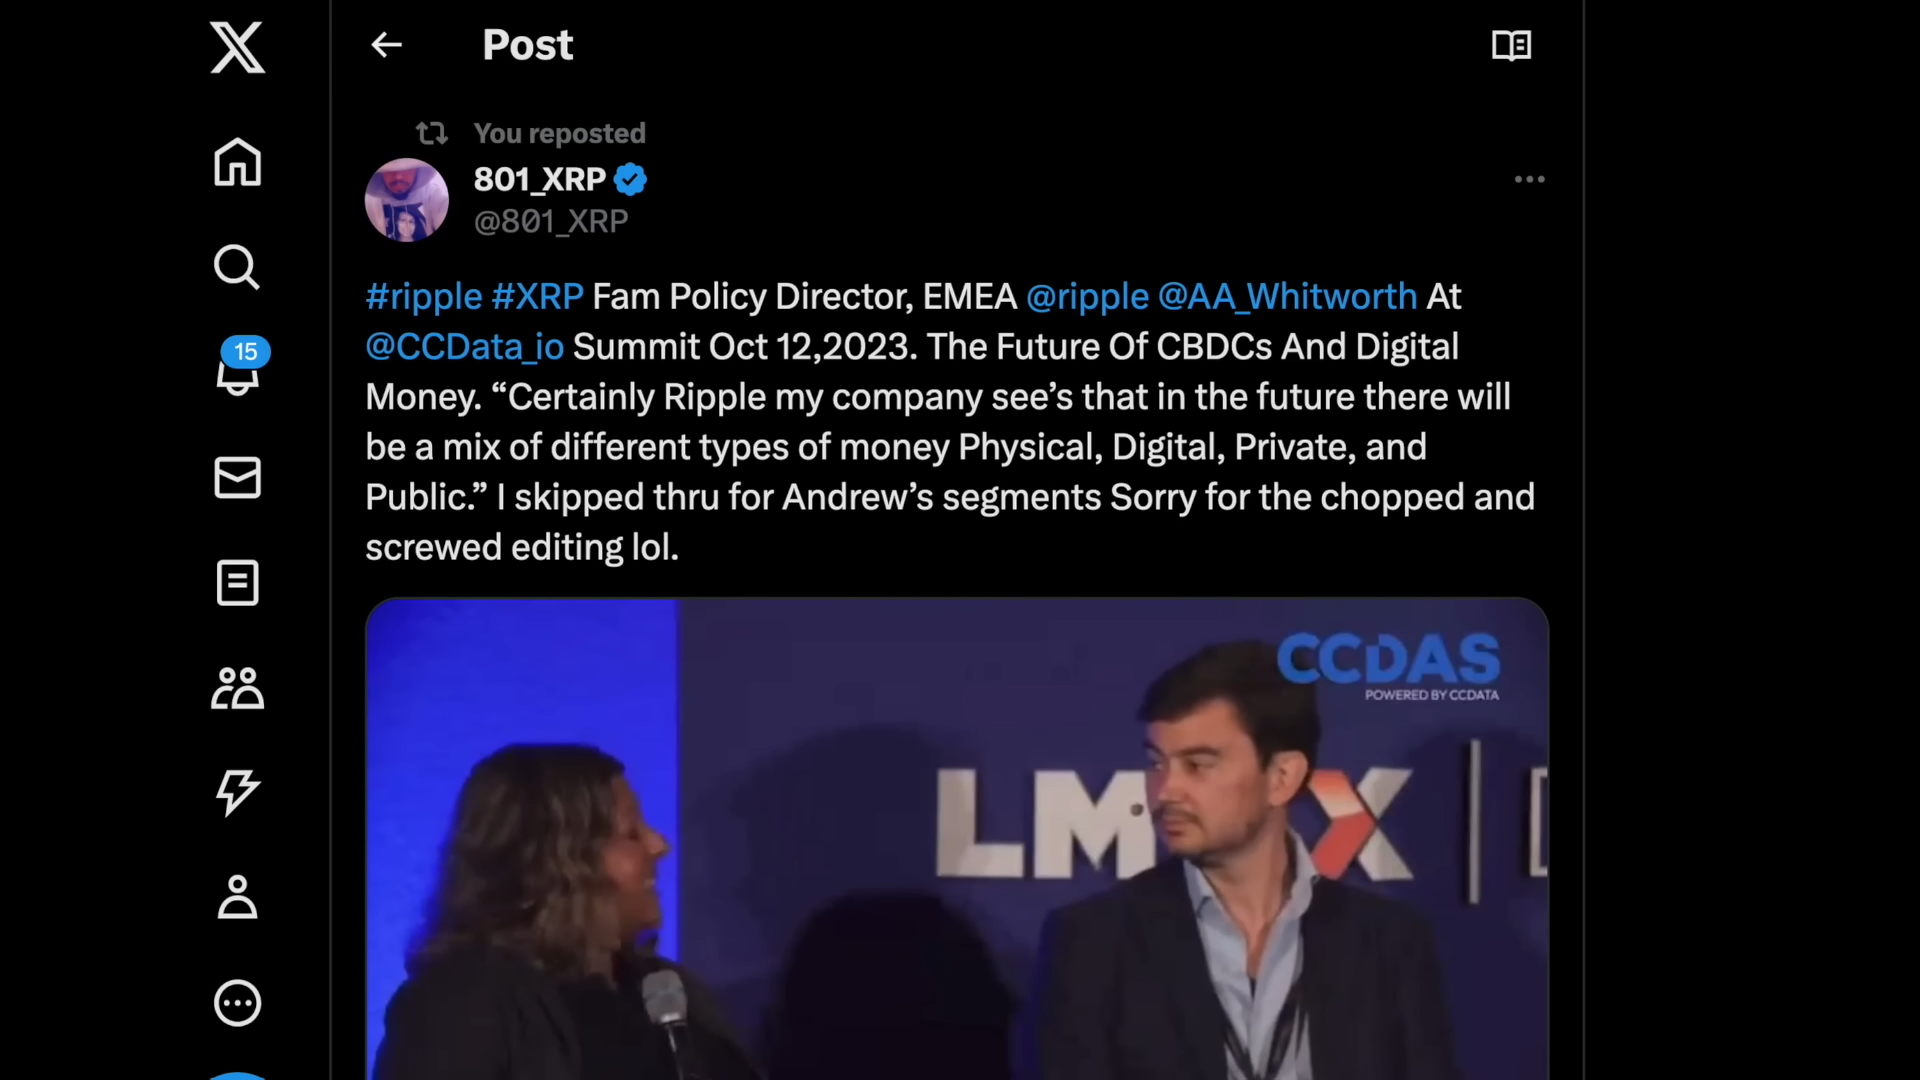 Post
You reposted
801_XRP
@801_XRP
15
#ripple #XRP Fam Policy Director, EMEA @ripple @AA_Whitworth At
@CCData_io Summit Oct 12,2023. The Future Of CBDCs And Digital
Money. “Certainly Ripple my company see’s that in the future there will
be a mix of different types of money Physical, Digital, Private, and
Public.” I skipped thru for Andrew’s segments Sorry for the chopped and
screwed editing lol.
CCDAS
POWERED BY CCDATA